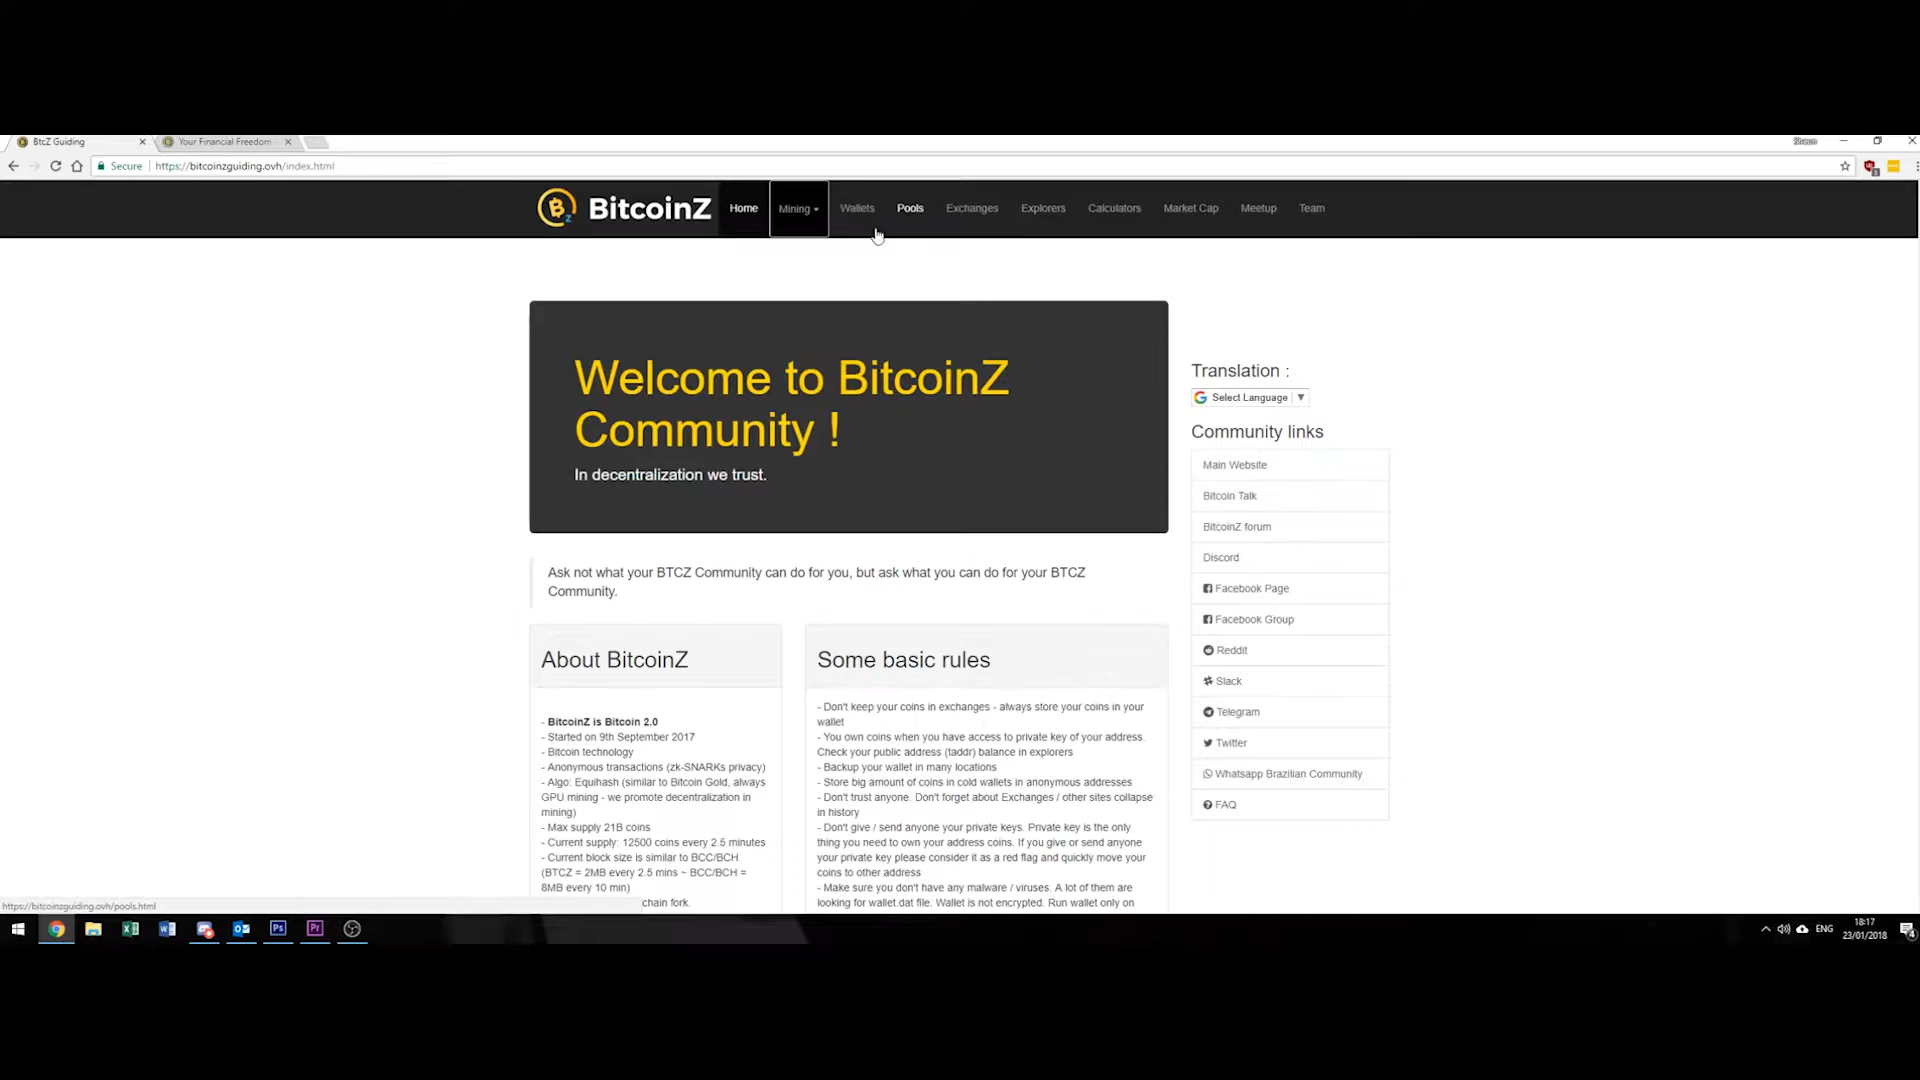 BtcZ Guiding
Your Financial Freedom
Secure
https://bitcoinzguiding.ovh/index.html
BitcoinZ
Home
Mining
Wallets
Pools
Exchanges
Explorers
Calculators
Market Cap
Meetup
Team
Welcome to BitcoinZ
Community !
In decentralization we trust.
Ask not what your BTCZ Community can do for you, but ask what you can do for your BTCZ
Community.
About BitcoinZ
- BitcoinZ is Bitcoin 2.0
- Started on 9th September 2017
- Bitcoin technology
- Anonymous transactions (zk-SNARKs privacy)
- Algo: Equihash (similar to Bitcoin Gold, always
GPU mining - we promote decentralization in
mining)
- Max supply 21B coins
- Current supply: 12500 coins every 2.5 minutes
- Current block size is similar to BCC/BCH
(BTCZ = 2MB every 2.5 mins ~ BCC/BCH =
8MB every 10 min)
chain fork.
Some basic rules
- Don't keep your coins in exchanges - always store your coins in your
wallet
- You own coins when you have access to private key of your address.
Check your public address (taddr) balance in explorers
- Backup your wallet in many locations
- Store big amount of coins in cold wallets in anonymous addresses
- Don't trust anyone. Don't forget about Exchanges / other sites collapse
in history
- Don't give / send anyone your private keys. Private key is the only
thing you need to own your address coins. If you give or send anyone
your private key please consider it as a red flag and quickly move your
coins to other address
- Make sure you don't have any malware / viruses. A lot of them are
looking for wallet.dat file. Wallet is not encrypted. Run wallet only on
Translation :
Select Language
Community links
Main Website
Bitcoin Talk
BitcoinZ forum
Discord
Facebook Page
Facebook Group
Reddit
Slack
Telegram
Twitter
Whatsapp Brazilian Community
FAQ
https://bitcoinzguiding.ovh/pools.html
Ps
Pr
ENG
18:17
23/01/2018
4